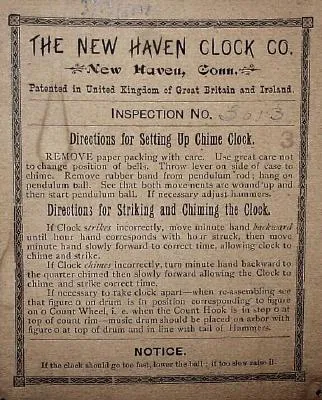 THE NEW HAVEN CLOCK CO.
New Haven, Conn.
Patented in United Kingdom of Great Britain and Ireland.
INSPECTION No.
3
Directions for Setting Up Chime Clock.
REMOVE paper packing with care. Use great care not
to change position of bells. Throw lever on side of case to
chime. Remove rubber band from pendulum rod; hang on
pendulum ball. See that both movements are wound up and
then start pendulum ball. If necessary adjust hammers.
Directions for Striking and Chiming the Clock.
If Clock strikes incorrectly, move minute hand backward
until hour hand corresponds with hour struck, then move
minute hand slowly forward to correct time, allowing clock to
chime and strike.
If Clock chimes incorrectly, turn minute hand backward to
the quarter chimed then slowly forward allowing the Clock to
chime and strike correct time.
If necessary to take clock apart—when re-assembling see
that figure 0 on drum is in position corresponding to figure
0 on Count Wheel, i. e. when the Count Hook is in stop 0 at
top of count rim—music drum should be placed on arbor with
figure 0 at top of drum and in line with tail of Hammers.
NOTICE.
If the clock should go too fast, lower the ball; if too slow raise it.